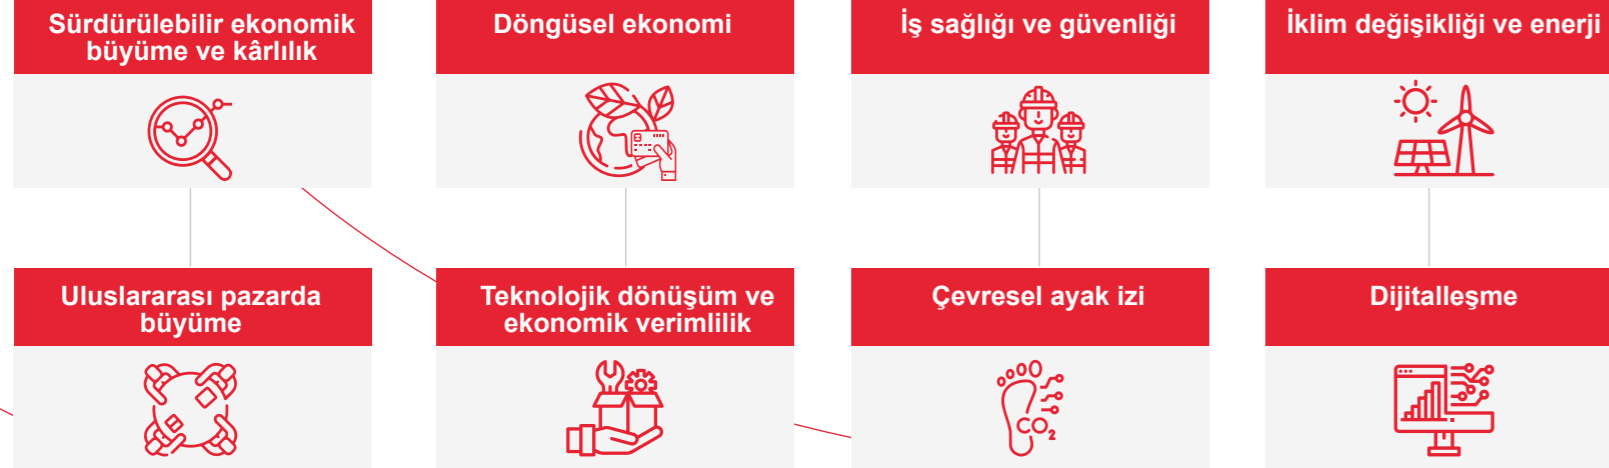 Sürdürülebilir ekonomik
büyüme ve kârlılık
Döngüsel ekonomi
İş sağlığı ve güvenliği
İklim değişikliği ve enerji
Uluslararası pazarda
büyüme
Teknolojik dönüşüm ve
ekonomik verimlilik
Çevresel ayak izi
CO₂
Dijitalleşme